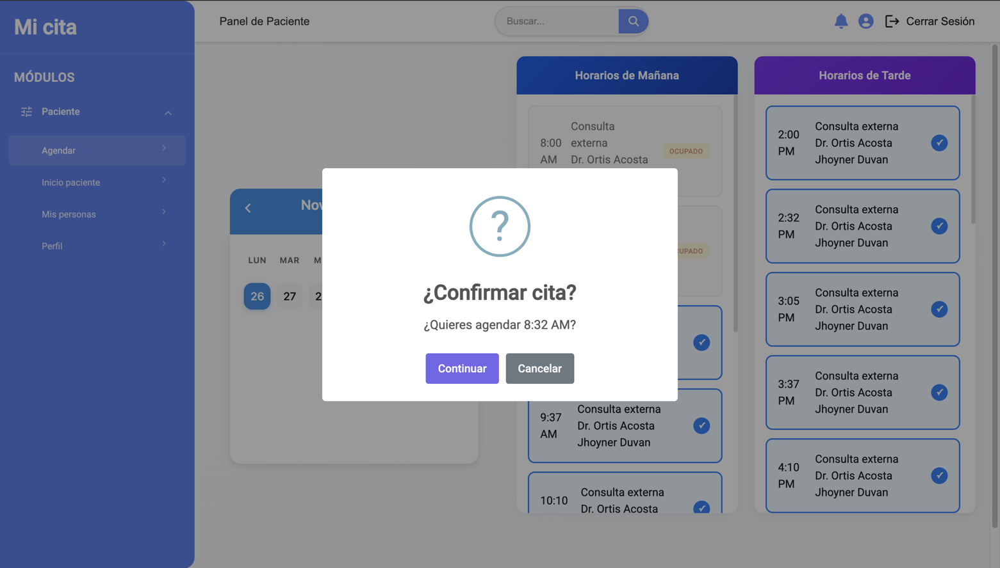 Mi cita
Panel de Paciente
Buscar...
Cerrar Sesión
MÓDULOS
Paciente
Agendar
Inicio paciente
Mis personas
Perfil
LUN MAR
26 27
Horarios de Mañana
8:00 AM
Consulta externa
Dr. Ortis Acosta
OCUPADO
9:37 AM
Consulta externa
Dr. Ortis Acosta
Jhoyner Duvan
10:10
Consulta externa
Dr. Ortis Acosta
Horarios de Tarde
2:00 PM
Consulta externa
Dr. Ortis Acosta
Jhoyner Duvan
2:32 PM
Consulta externa
Dr. Ortis Acosta
Jhoyner Duvan
3:05 PM
Consulta externa
Dr. Ortis Acosta
Jhoyner Duvan
3:37 PM
Consulta externa
Dr. Ortis Acosta
Jhoyner Duvan
4:10 PM
Consulta externa
Dr. Ortis Acosta
Jhoyner Duvan
?
¿Confirmar cita?
¿Quieres agendar 8:32 AM?
Continuar
Cancelar